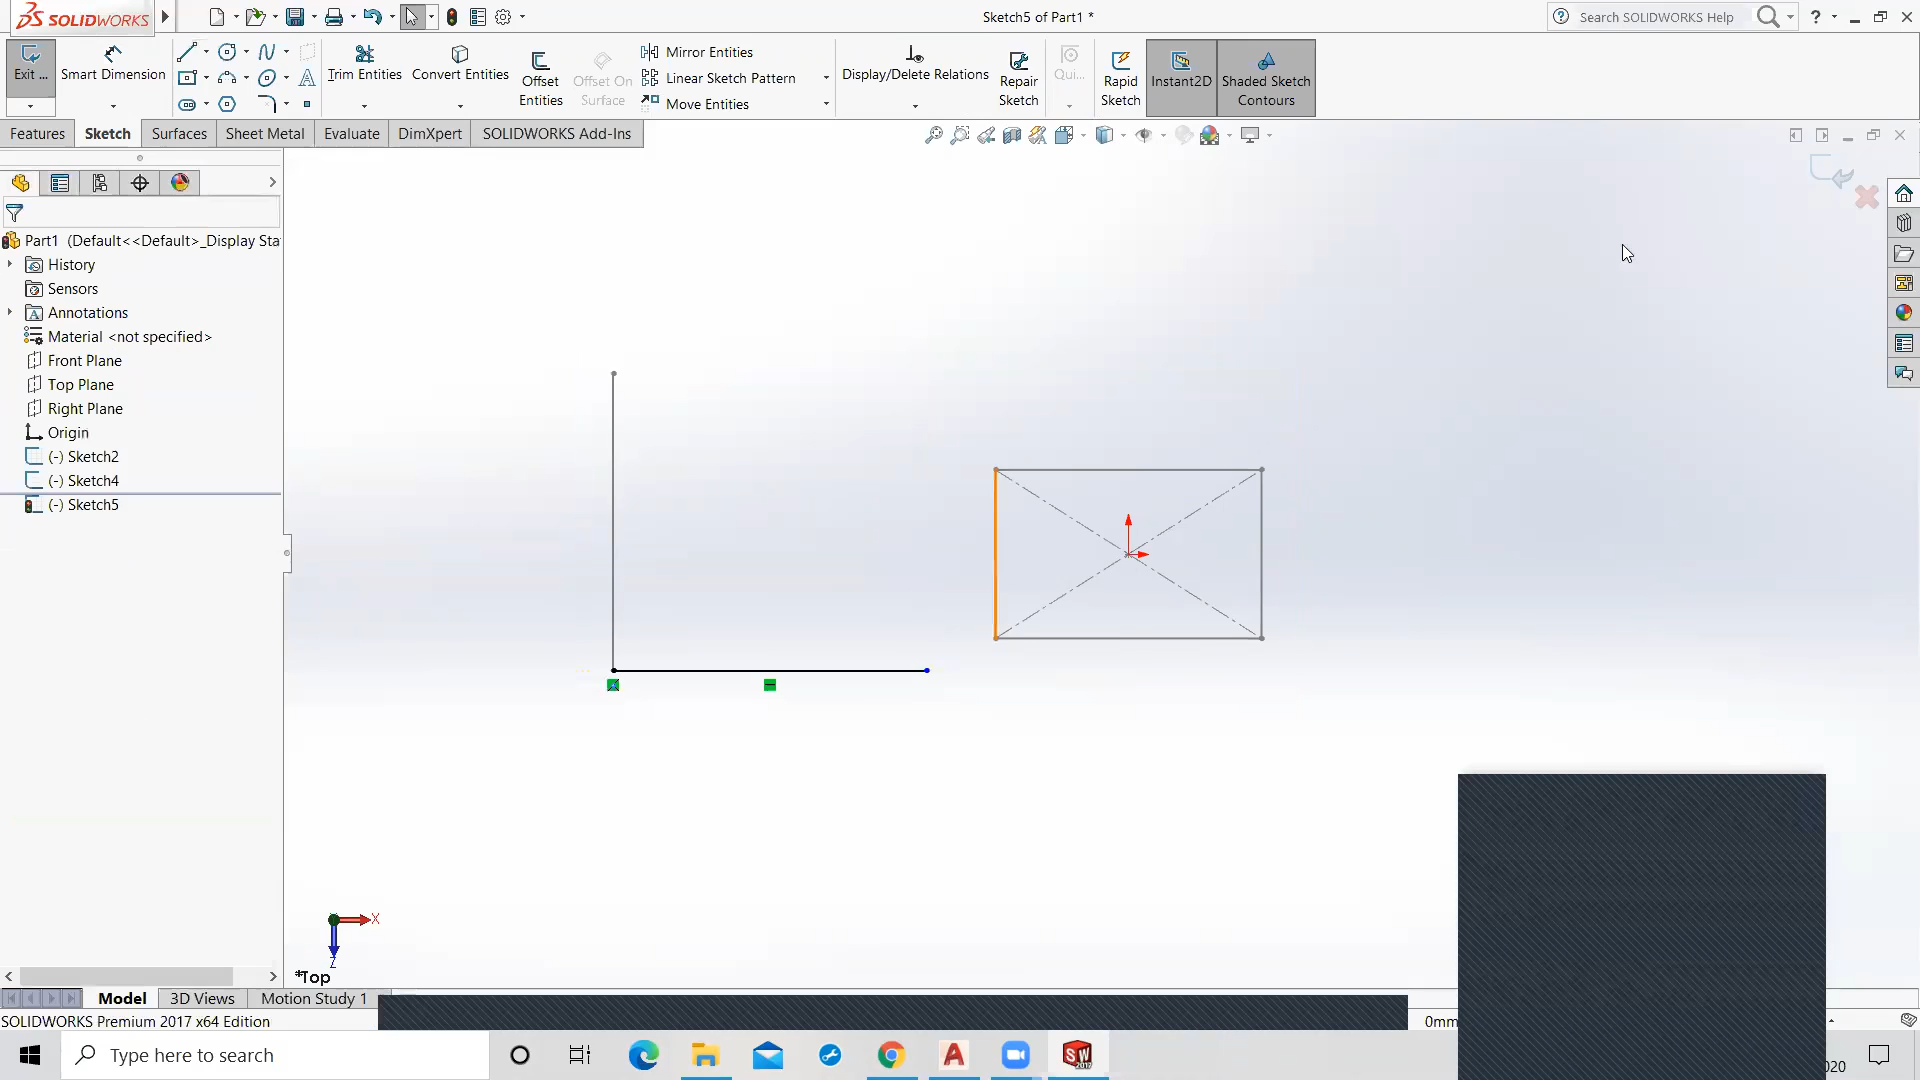 SOLIDWORKS
Sketch5 of Part1 *
Search SOLIDWORKS Help
Exit ...
Smart Dimension
Trim Entities
Convert Entities
Offset Entities
Offset On Surface
Mirror Entities
Linear Sketch Pattern
Move Entities
Display/Delete Relations
Repair Sketch
Qui...
Rapid Sketch
Instant2D
Shaded Sketch Contours
Features
Sketch
Surfaces
Sheet Metal
Evaluate
DimXpert
SOLIDWORKS Add-Ins
Part1 (Default<<Default>_Display Sta
History
Sensors
Annotations
Material <not specified>
Front Plane
Top Plane
Right Plane
Origin
(-) Sketch2
(-) Sketch4
(-) Sketch5
X
Z
*Top
Model
3D Views
Motion Study 1
SOLIDWORKS Premium 2017 x64 Edition
0mm
Type here to search
SW
2017
020